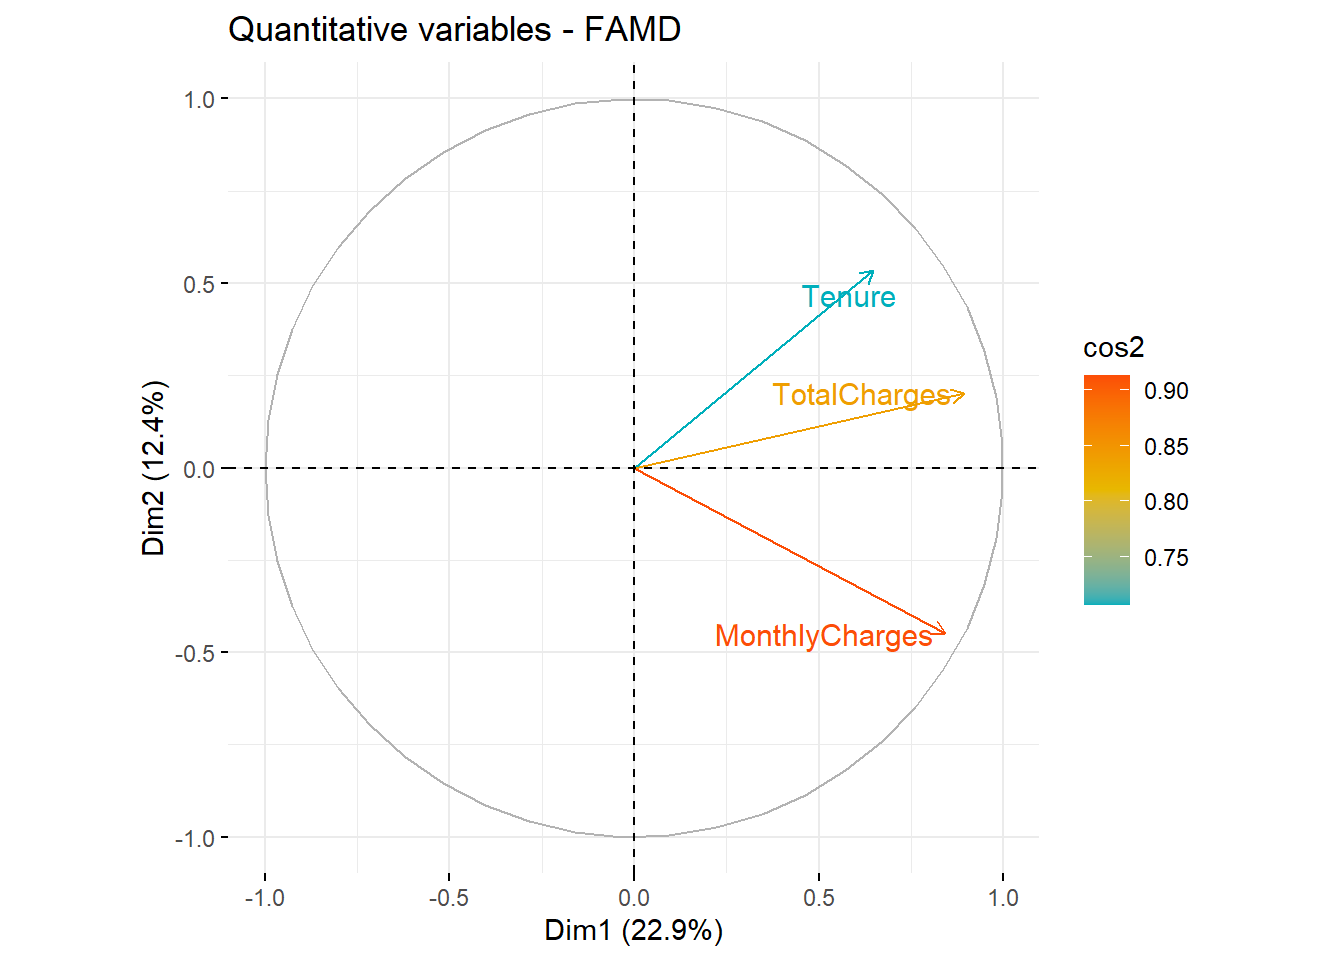 Quantitative variables - FAMD
1.0
0.5
0.0
-0.5
-1.0
Dim2 (12.4%)
Tenure
TotalCharges
MonthlyCharges
-1.0
-0.5
0.0
0.5
1.0
Dim1 (22.9%)
cos2
0.90
0.85
0.80
0.75